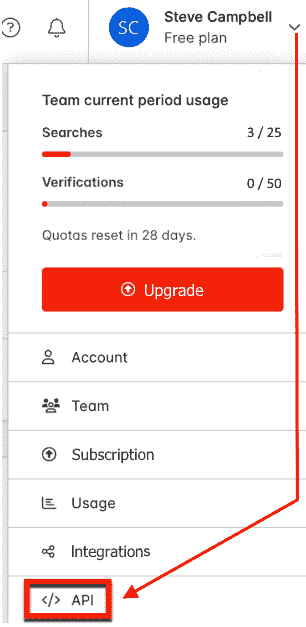 SC
Steve Campbell
Free plan
Team current period usage
Searches 3 / 25
Verifications 0 / 50
Quotas reset in 28 days.
Upgrade
Account
Team
Subscription
Usage
Integrations
</> API